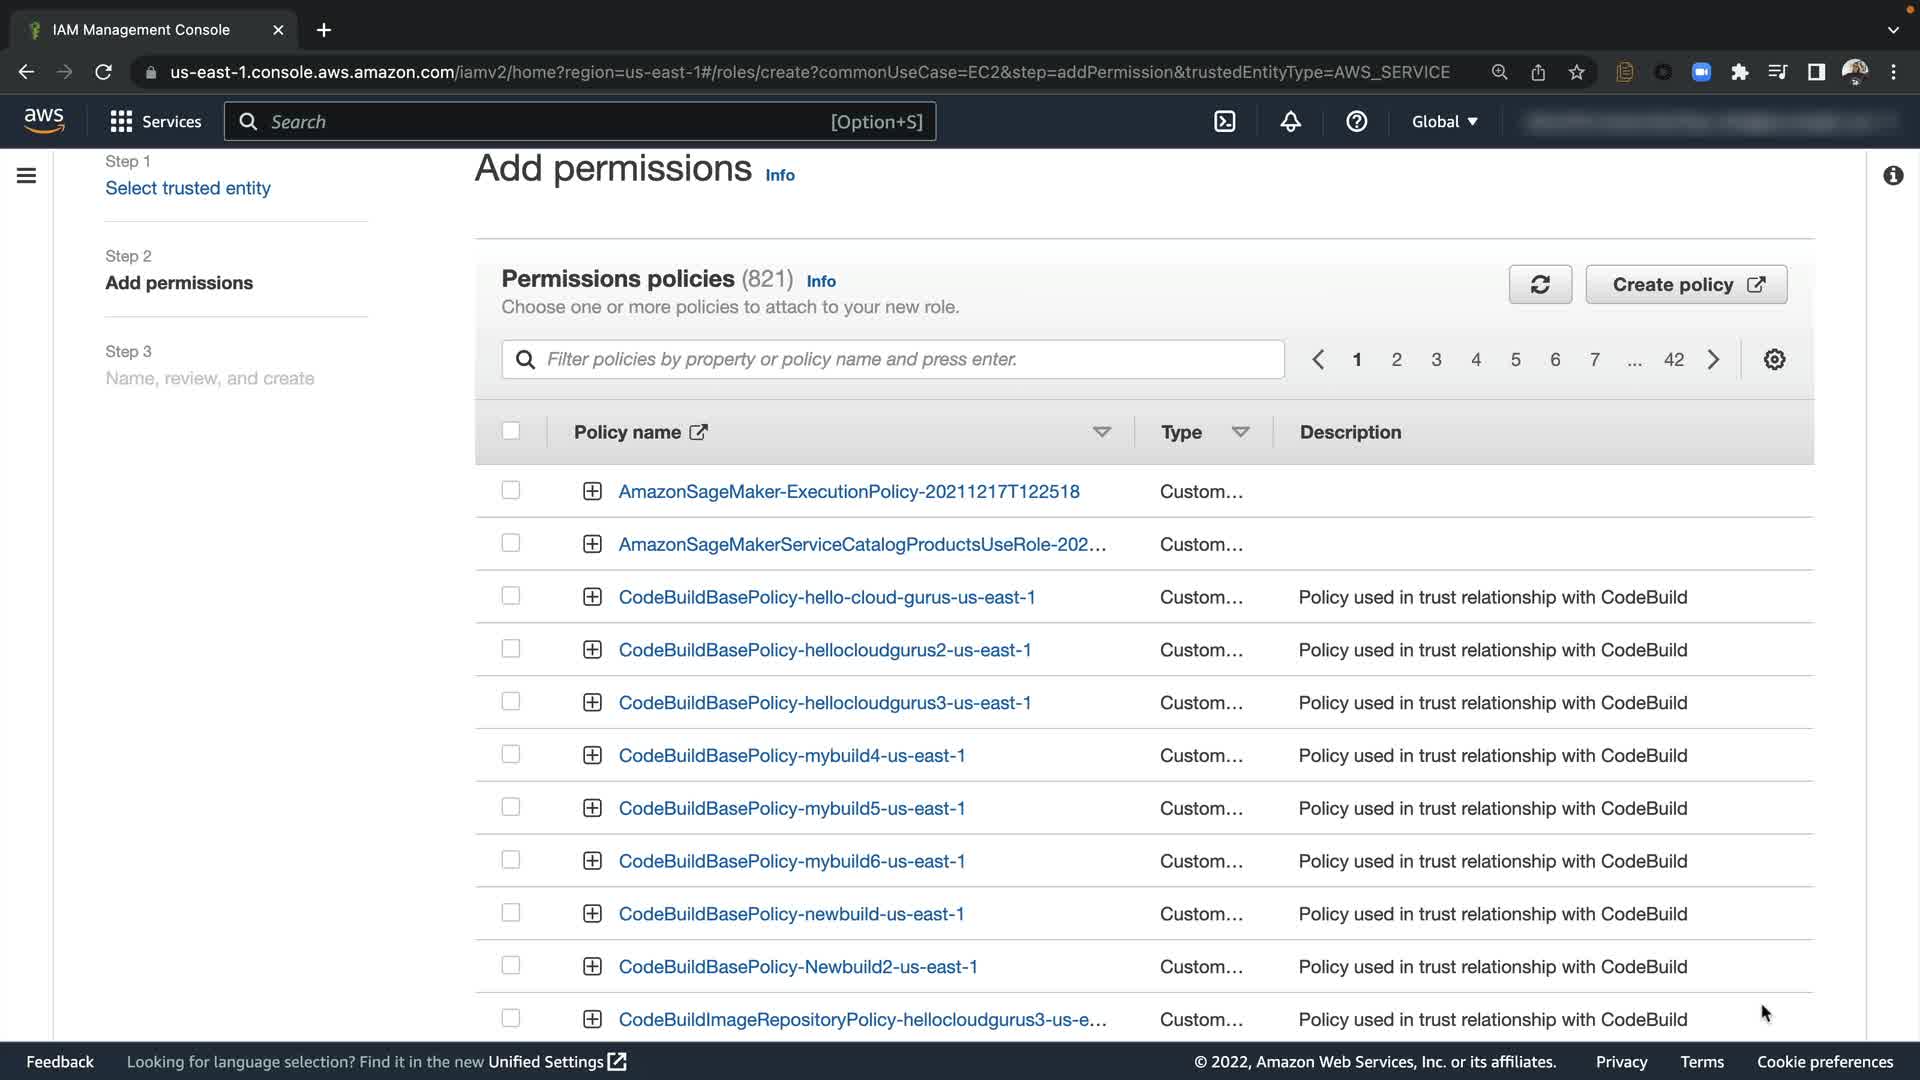 IAM Management Console
us-east-1.console.aws.amazon.com/iamv2/home?region=us-east-1#/roles/create?commonUseCase=EC2&step=addPermission&trustedEntityType=AWS_SERVICE
aws
Services
Search
[Option+S]
Global
Step 1
Select trusted entity
Step 2
Add permissions
Step 3
Name, review, and create
Add permissions Info
Permissions policies (821) Info
Choose one or more policies to attach to your new role.
Create policy
Filter policies by property or policy name and press enter.
1 2 3 4 5 6 7 ... 42
Policy name Type Description
AmazonSageMaker-ExecutionPolicy-20211217T122518 Custom...
AmazonSageMakerServiceCatalogProductsUseRole-202... Custom...
CodeBuildBasePolicy-hello-cloud-gurus-us-east-1 Custom... Policy used in trust relationship with CodeBuild
CodeBuildBasePolicy-hellocloudgurus2-us-east-1 Custom... Policy used in trust relationship with CodeBuild
CodeBuildBasePolicy-hellocloudgurus3-us-east-1 Custom... Policy used in trust relationship with CodeBuild
CodeBuildBasePolicy-mybuild4-us-east-1 Custom... Policy used in trust relationship with CodeBuild
CodeBuildBasePolicy-mybuild5-us-east-1 Custom... Policy used in trust relationship with CodeBuild
CodeBuildBasePolicy-mybuild6-us-east-1 Custom... Policy used in trust relationship with CodeBuild
CodeBuildBasePolicy-newbuild-us-east-1 Custom... Policy used in trust relationship with CodeBuild
CodeBuildBasePolicy-Newbuild2-us-east-1 Custom... Policy used in trust relationship with CodeBuild
CodeBuildImageRepositoryPolicy-hellocloudgurus3-us-e... Custom... Policy used in trust relationship with CodeBuild
Feedback Looking for language selection? Find it in the new Unified Settings © 2022, Amazon Web Services, Inc. or its affiliates. Privacy Terms Cookie preferences